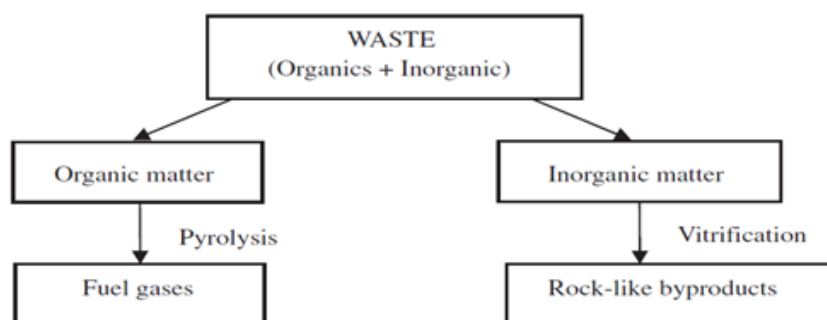 WASTE
(Organics + Inorganic)
Organic matter
Inorganic matter
Pyrolysis
Vitrification
Fuel gases
Rock-like byproducts